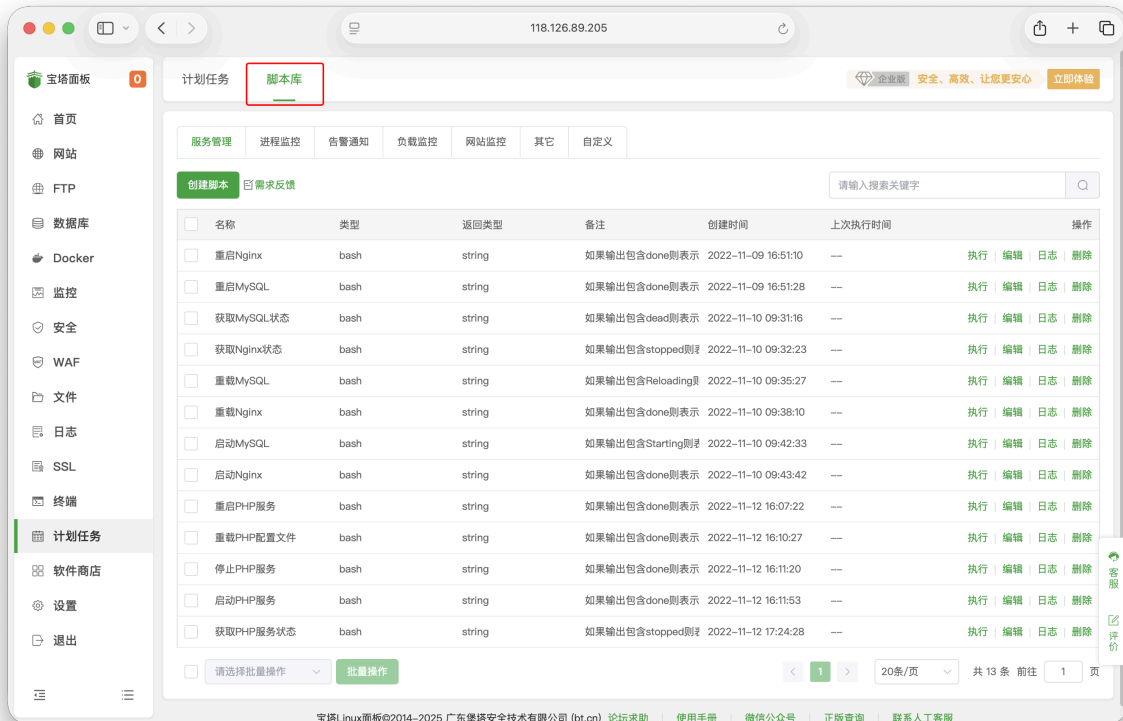 118.126.89.205
宝塔面板 0
首页
网站
FTP
数据库
Docker
监控
安全
WAF
文件
日志
SSL
终端
计划任务
软件商店
设置
退出
计划任务 脚本库 企业版 安全、高效、让您更安心 立即体验
服务管理 进程监控 告警通知 负载监控 网站监控 其它 自定义
创建脚本 需求反馈 请输入搜素关键字
名称 类型 返回类型 备注 创建时间 上次执行时间 操作
重启Nginx bash string 如果输出包含done则表示 2022-11-09 16:51:10 -- 执行 编辑 日志 删除
重启MySQL bash string 如果输出包含done则表示 2022-11-09 16:51:28 -- 执行 编辑 日志 删除
获取MySQL状态 bash string 如果输出包含dead则表示 2022-11-10 09:31:16 -- 执行 编辑 日志 删除
获取Nginx状态 bash string 如果输出包含stopped则 2022-11-10 09:32:23 -- 执行 编辑 日志 删除
重载MySQL bash string 如果输出包含Reloading 2022-11-10 09:35:27 -- 执行 编辑 日志 删除
重载Nginx bash string 如果输出包含done则表示 2022-11-10 09:38:10 -- 执行 编辑 日志 删除
启动MySQL bash string 如果输出包含Starting则 2022-11-10 09:42:33 -- 执行 编辑 日志 删除
启动Nginx bash string 如果输出包含done则表示 2022-11-10 09:43:42 -- 执行 编辑 日志 删除
重启PHP服务 bash string 如果输出包含done则表示 2022-11-12 16:07:22 -- 执行 编辑 日志 删除
重载PHP配置文件 bash string 如果输出包含done则表示 2022-11-12 16:10:27 -- 执行 编辑 日志 删除
停止PHP服务 bash string 如果输出包含done则表示 2022-11-12 16:11:20 -- 执行 编辑 日志 删除
启动PHP服务 bash string 如果输出包含done则表示 2022-11-12 16:11:53 -- 执行 编辑 日志 删除
获取PHP服务状态 bash string 如果输出包含stopped则 2022-11-12 17:24:28 -- 执行 编辑 日志 删除
请选择批量操作 批量操作 1 20条/页 共 13 条 前往 1 页
客服
评价
宝塔Linux面板©2014-2025 广东堡塔安全技术有限公司 (bt.cn) 论坛求助 使用手册 微信公众号 正版查询 联系人工客服